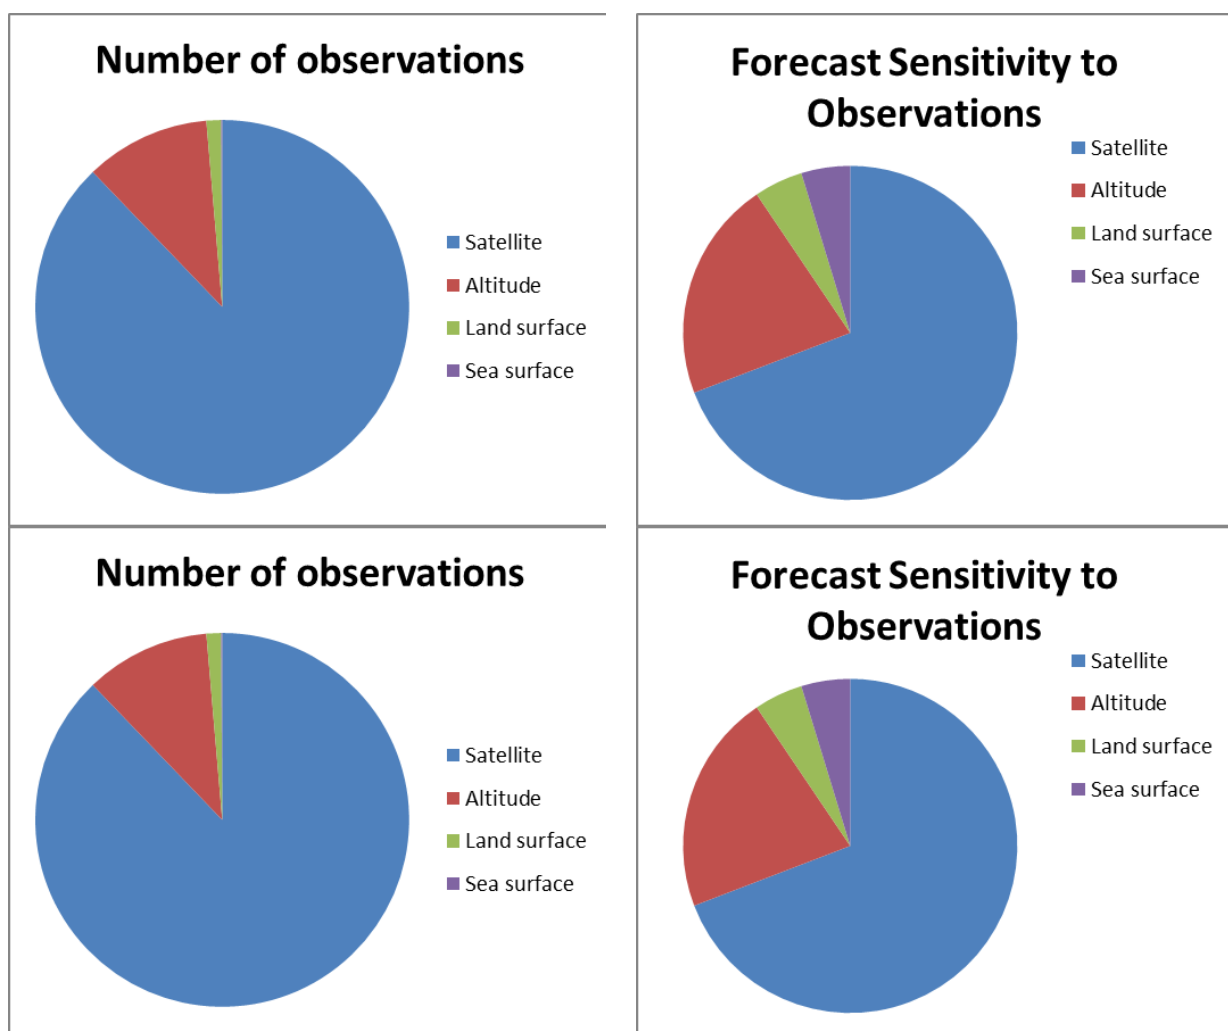 Number of observations
Satellite
Altitude
Land surface
Sea surface
Forecast Sensitivity to
Observations
Satellite
Altitude
Land surface
Sea surface
Number of observations
Satellite
Altitude
Land surface
Sea surface
Forecast Sensitivity to
Observations
Satellite
Altitude
Land surface
Sea surface